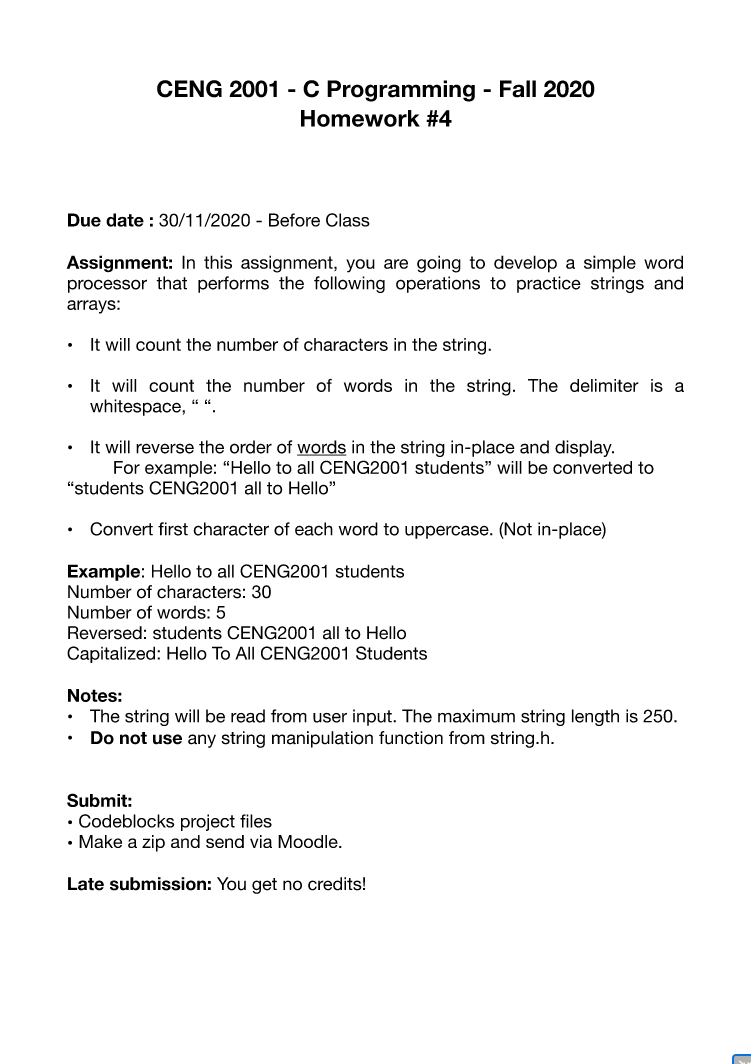 CENG 2001 - C Programming - Fall 2020
Homework #4
Due date : 30/11/2020 - Before Class
Assignment: In this assignment, you are going to develop a simple word
processor that performs the following operations to practice strings and
arrays:
• It will count the number of characters in the string.
• It will count the number of words in the string. The delimiter is a
whitespace, “ “.
• It will reverse the order of words in the string in-place and display.
For example: “Hello to all CENG2001 students” will be converted to
“students CENG2001 all to Hello”
• Convert first character of each word to uppercase. (Not in-place)
Example: Hello to all CENG2001 students
Number of characters: 30
Number of words: 5
Reversed: students CENG2001 all to Hello
Capitalized: Hello To All CENG2001 Students
Notes:
• The string will be read from user input. The maximum string length is 250.
• Do not use any string manipulation function from string.h.
Submit:
• Codeblocks project files
• Make a zip and send via Moodle.
Late submission: You get no credits!